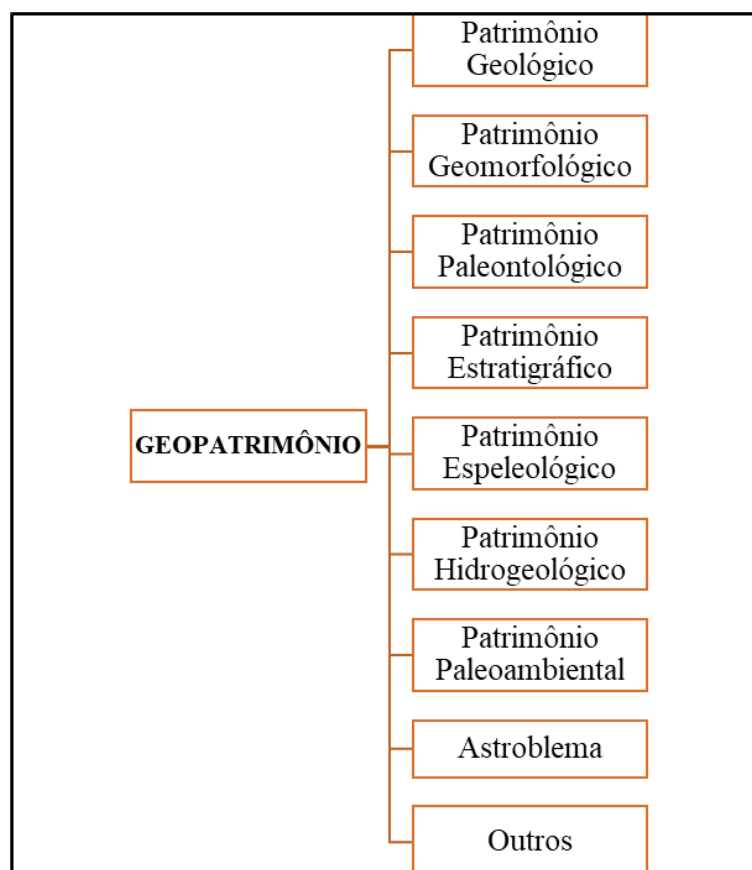 Patrimônio
Geológico
Patrimônio
Geomorfológico
Patrimônio
Paleontológico
Patrimônio
Estratigráfico
GEOPATRIMÔNIO
Patrimônio
Espeleológico
Patrimônio
Hidrogeológico
Patrimônio
Paleoambiental
Astroblema
Outros